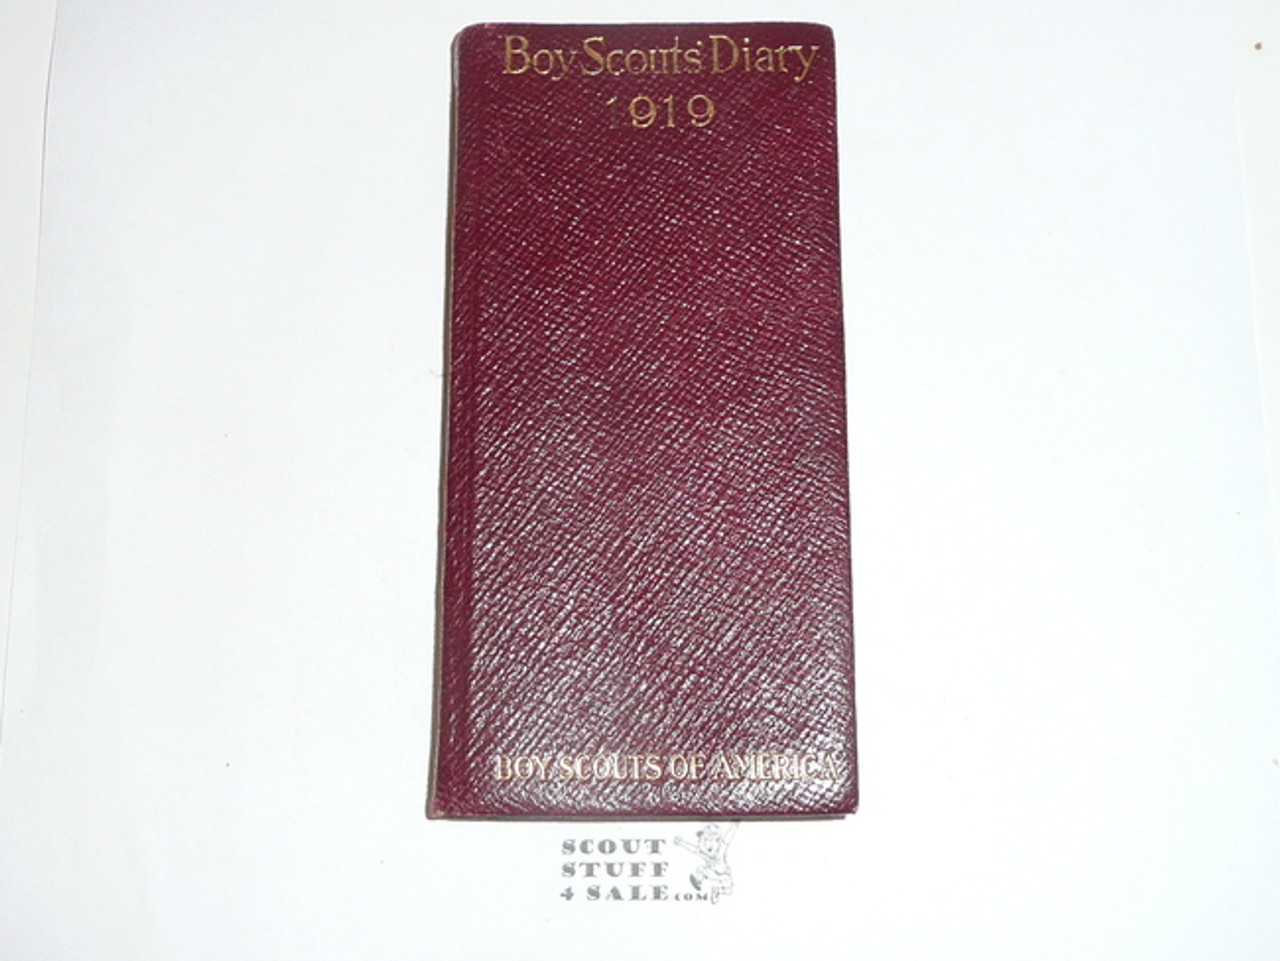 Boy Scouts' Diary
1919
BOY SCOUTS OF AMERICA
SCOUT
STUFF
4 SALE.COM